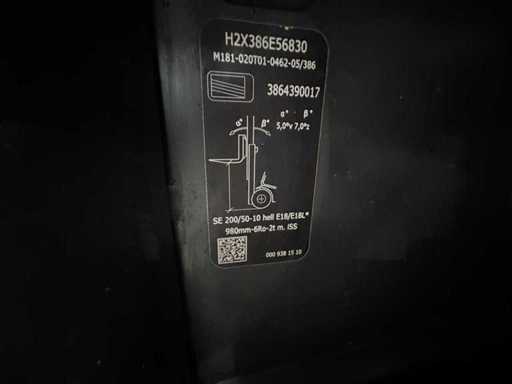 H2X386E56830
M181-020T01-0462-05/386
3864390017
α° β°
5,0°v 7,0°z
α° β°
SE 200/50-10 hell E18/E18L*
980mm-6Ro-2t m. ISS
000 938 15 10